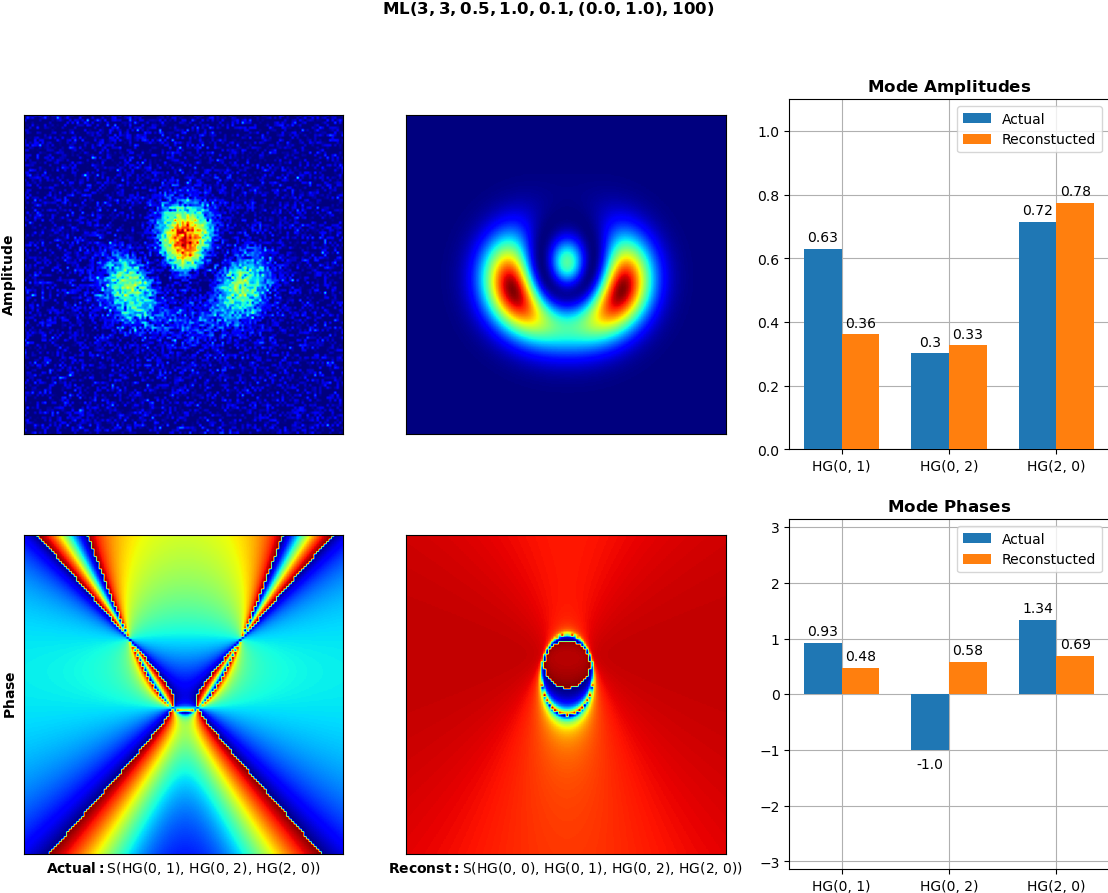 ML(3, 3, 0.5, 1.0, 0.1, (0.0, 1.0), 100)
Amplitude
Mode Amplitudes
Actual
Reconstucted
1.0
0.8
0.6
0.4
0.2
0.0
0.63
0.36
0.3
0.33
0.72
0.78
HG(0, 1)
HG(0, 2)
HG(2, 0)
Phase
Actual: S(HG(0, 1), HG(0, 2), HG(2, 0))
Reconst: S(HG(0, 0), HG(0, 1), HG(0, 2), HG(2, 0))
Mode Phases
Actual
Reconstucted
3
2
1
0
−1
−2
−3
0.93
0.48
-1.0
0.58
1.34
0.69
HG(0, 1)
HG(0, 2)
HG(2, 0)